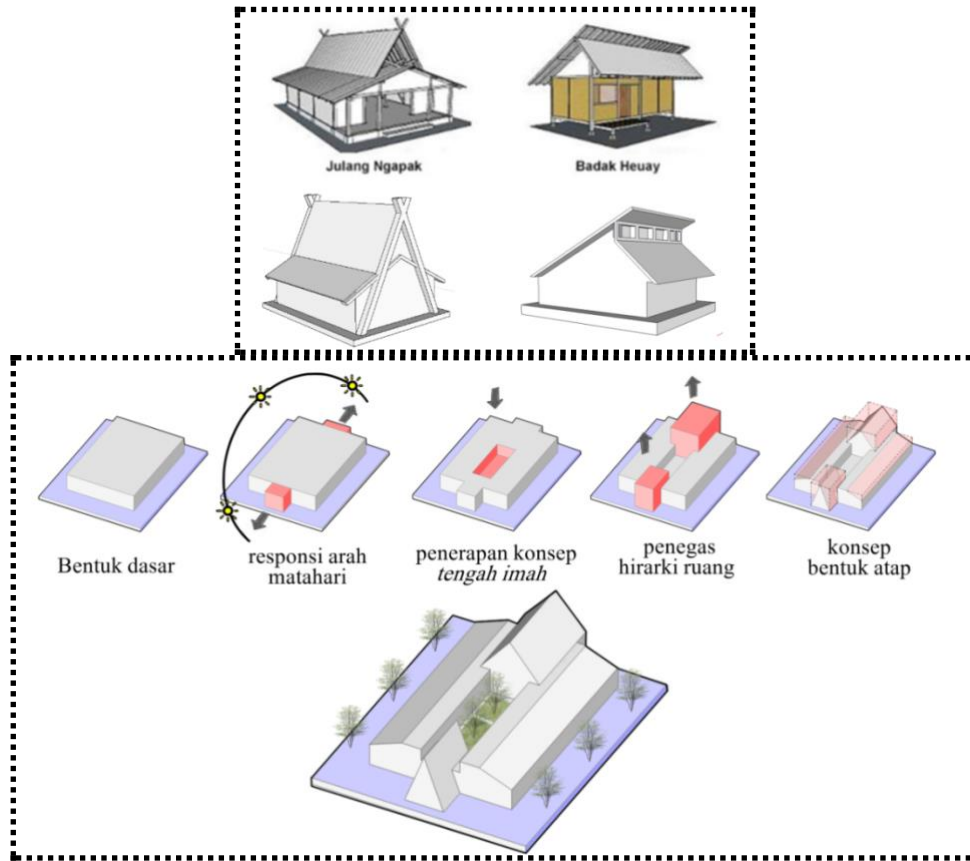 Julang Ngapak
Badak Heuay
Bentuk dasar
responsi arah
matahari
penerapan konsep
tengah imah
penegas
hirarki ruang
konsep
bentuk atap